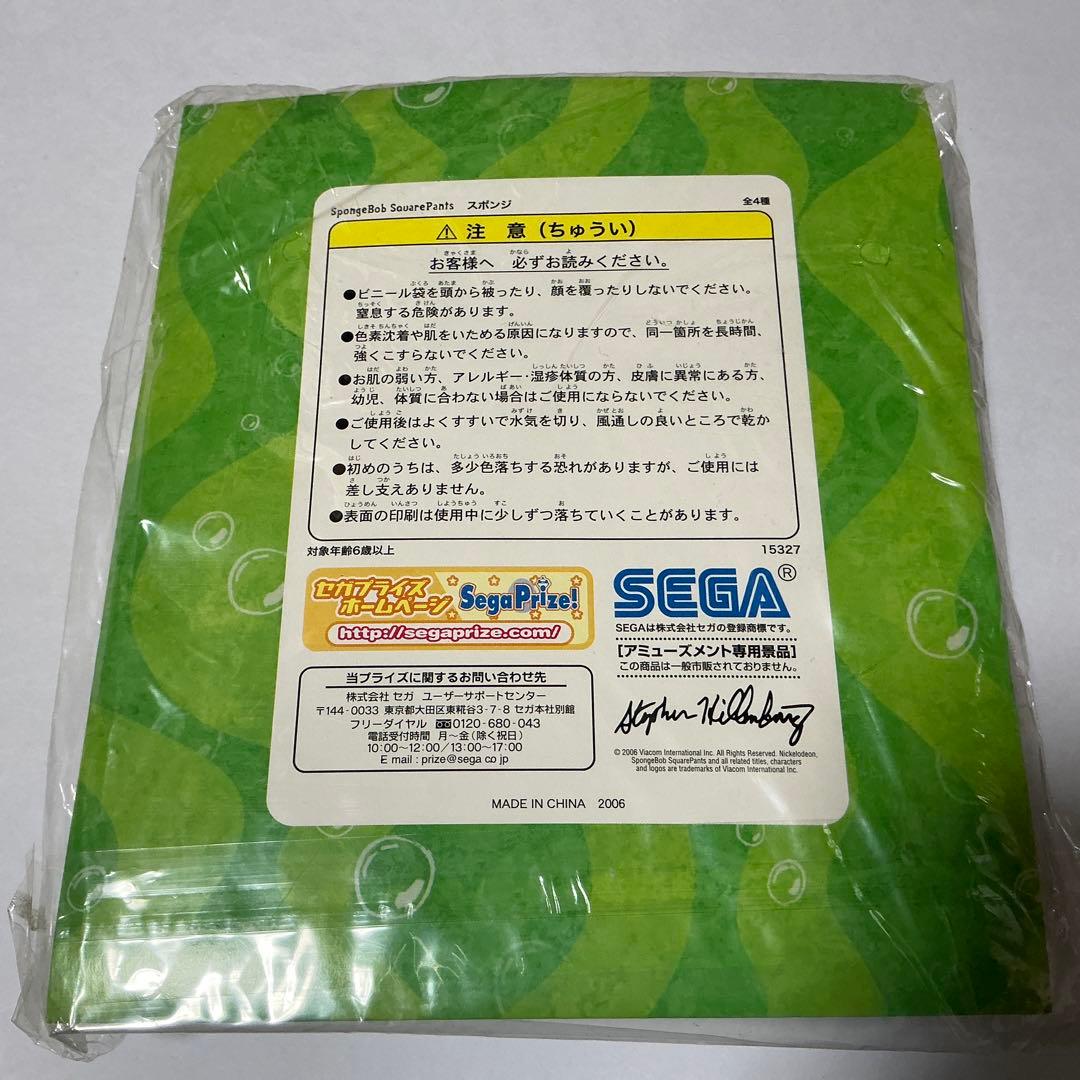 SpongeBob SquarePants スポンジ 全4種
⚠ 注 意（ちゅうい）
お客様へ 必ずお読みください。
●ビニール袋を頭から被ったり、顔を覆ったりしないでください。
窒息する危険があります。
●色素沈着や肌をいためる原因になりますので、同一箇所を長時間、
強くこすらないでください。
●お肌の弱い方、アレルギー・湿疹体質の方、皮膚に異常にある方、
幼児、体質に合わない場合はご使用にならないでください。
●ご使用後はよくすすいで水気を切り、風通しの良いところで乾か
してください。
●初めのうちは、多少色落ちする恐れがありますが、ご使用には
差し支えありません。
●表面の印刷は使用中に少しずつ落ちていくことがあります。
対象年齢6歳以上 15327
セガプライズ
ホームページ SegaPrize!
http://segaprize.com/
SEGA®
SEGAは株式会社セガの登録商標です。
［アミューズメント専用景品］
この商品は一般市販されておりません。
当プライズに関するお問い合わせ先
株式会社 セガ ユーザーサポートセンター
〒144-0033 東京都大田区東糀谷3-7-8 セガ本社別館
フリーダイヤル 0120-680-043
電話受付時間 月〜金（除く祝日）
10:00〜12:00／13:00〜17:00
E mail : prize@sega co.jp
Stephen Hillenburg
© 2006 Viacom International Inc. All Rights Reserved. Nickelodeon,
SpongeBob SquarePants and all related titles, characters
and logos are trademarks of Viacom International Inc.
MADE IN CHINA 2006